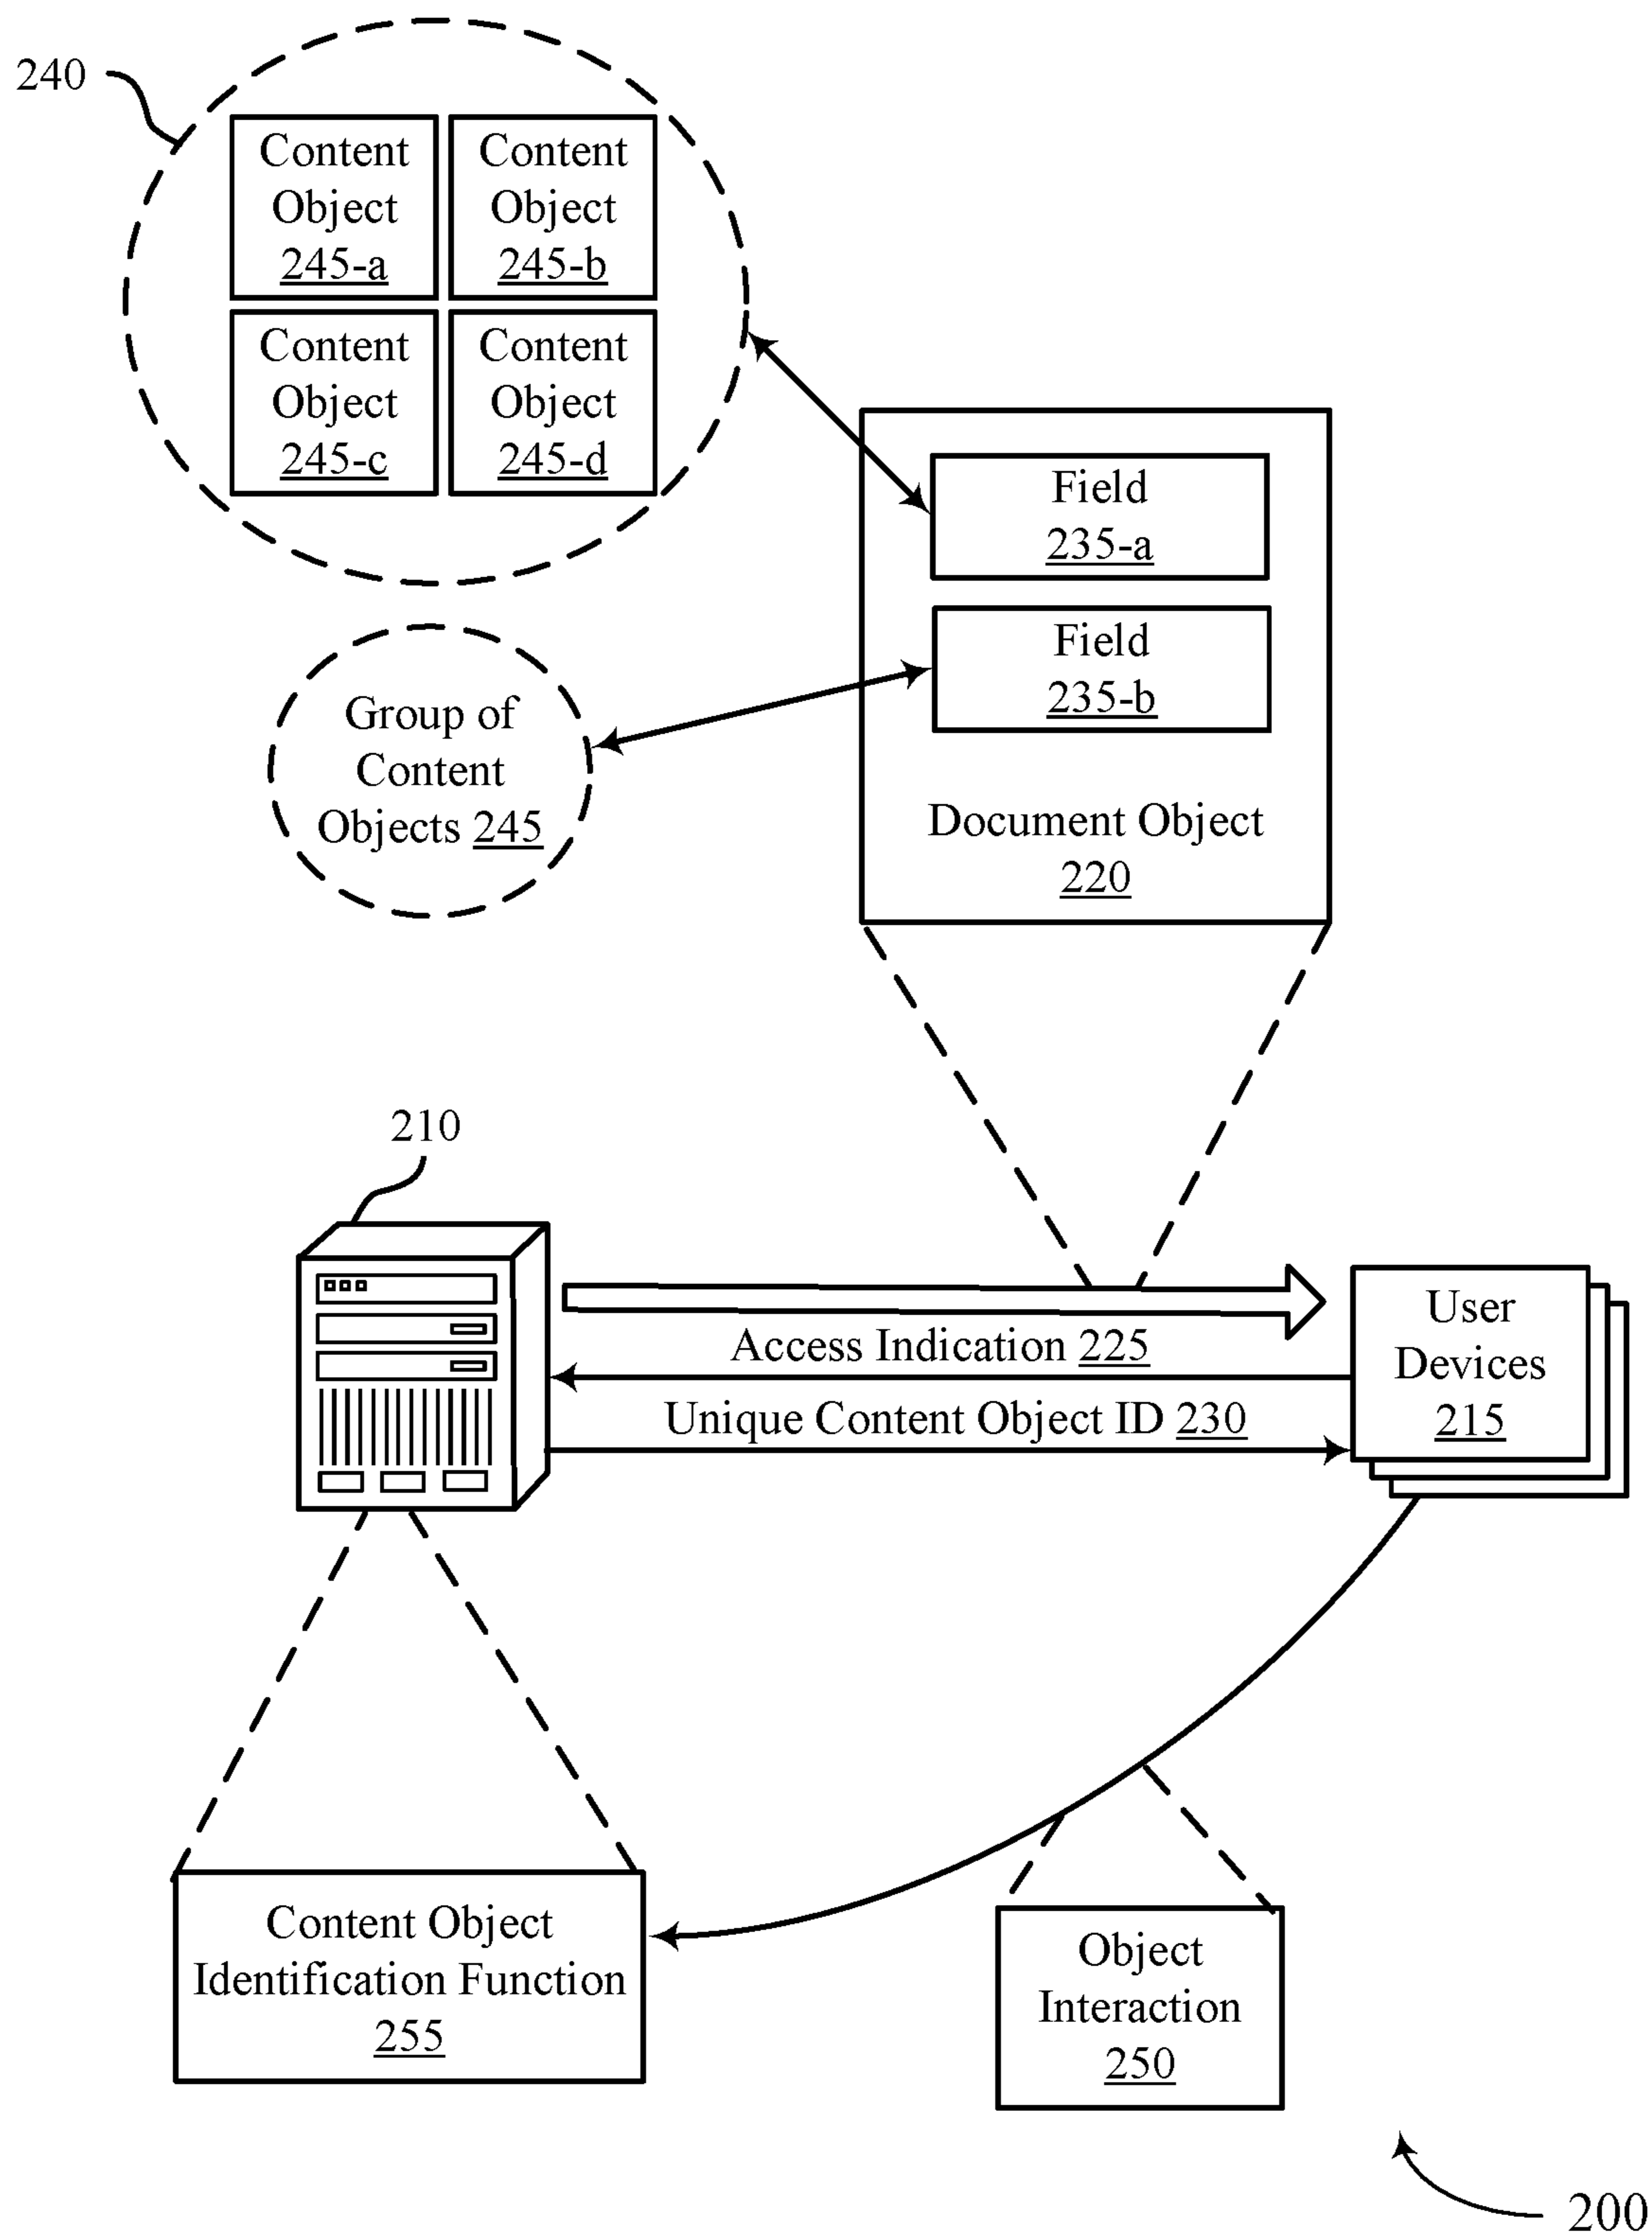 240
Content
Object
245-a
Content
Object
245-b
Content
Object
245-c
Content
Object
245-d
Field
235-a
Field
235-b
Document Object
220
Group of
Content
Objects 245
210
Access Indication 225
Unique Content Object ID 230
User
Devices
215
Content Object
Identification Function
255
Object
Interaction
250
200